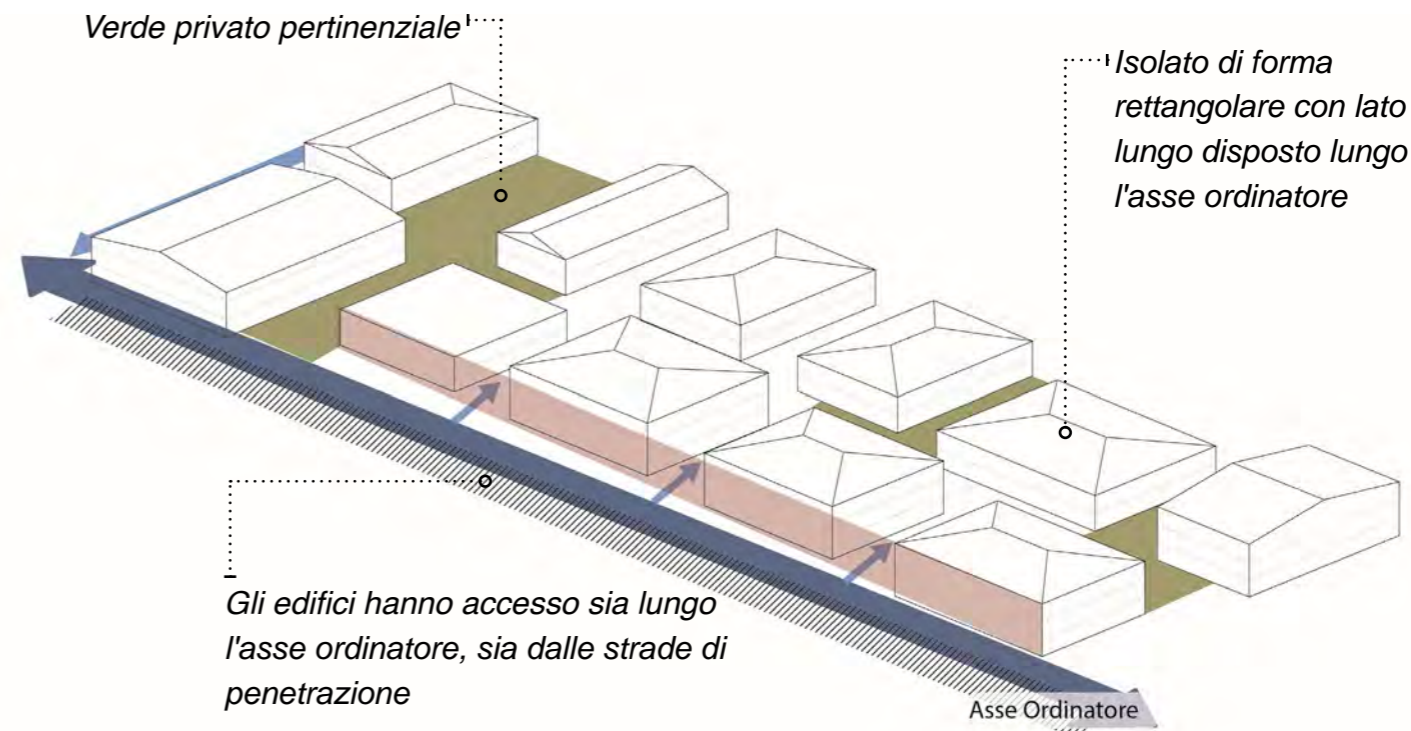 Verde privato pertinenziale
Isolato di forma
rettangolare con lato
lungo disposto lungo
l'asse ordinatore
Gli edifici hanno accesso sia lungo
l'asse ordinatore, sia dalle strade di
penetrazione
Asse Ordinatore